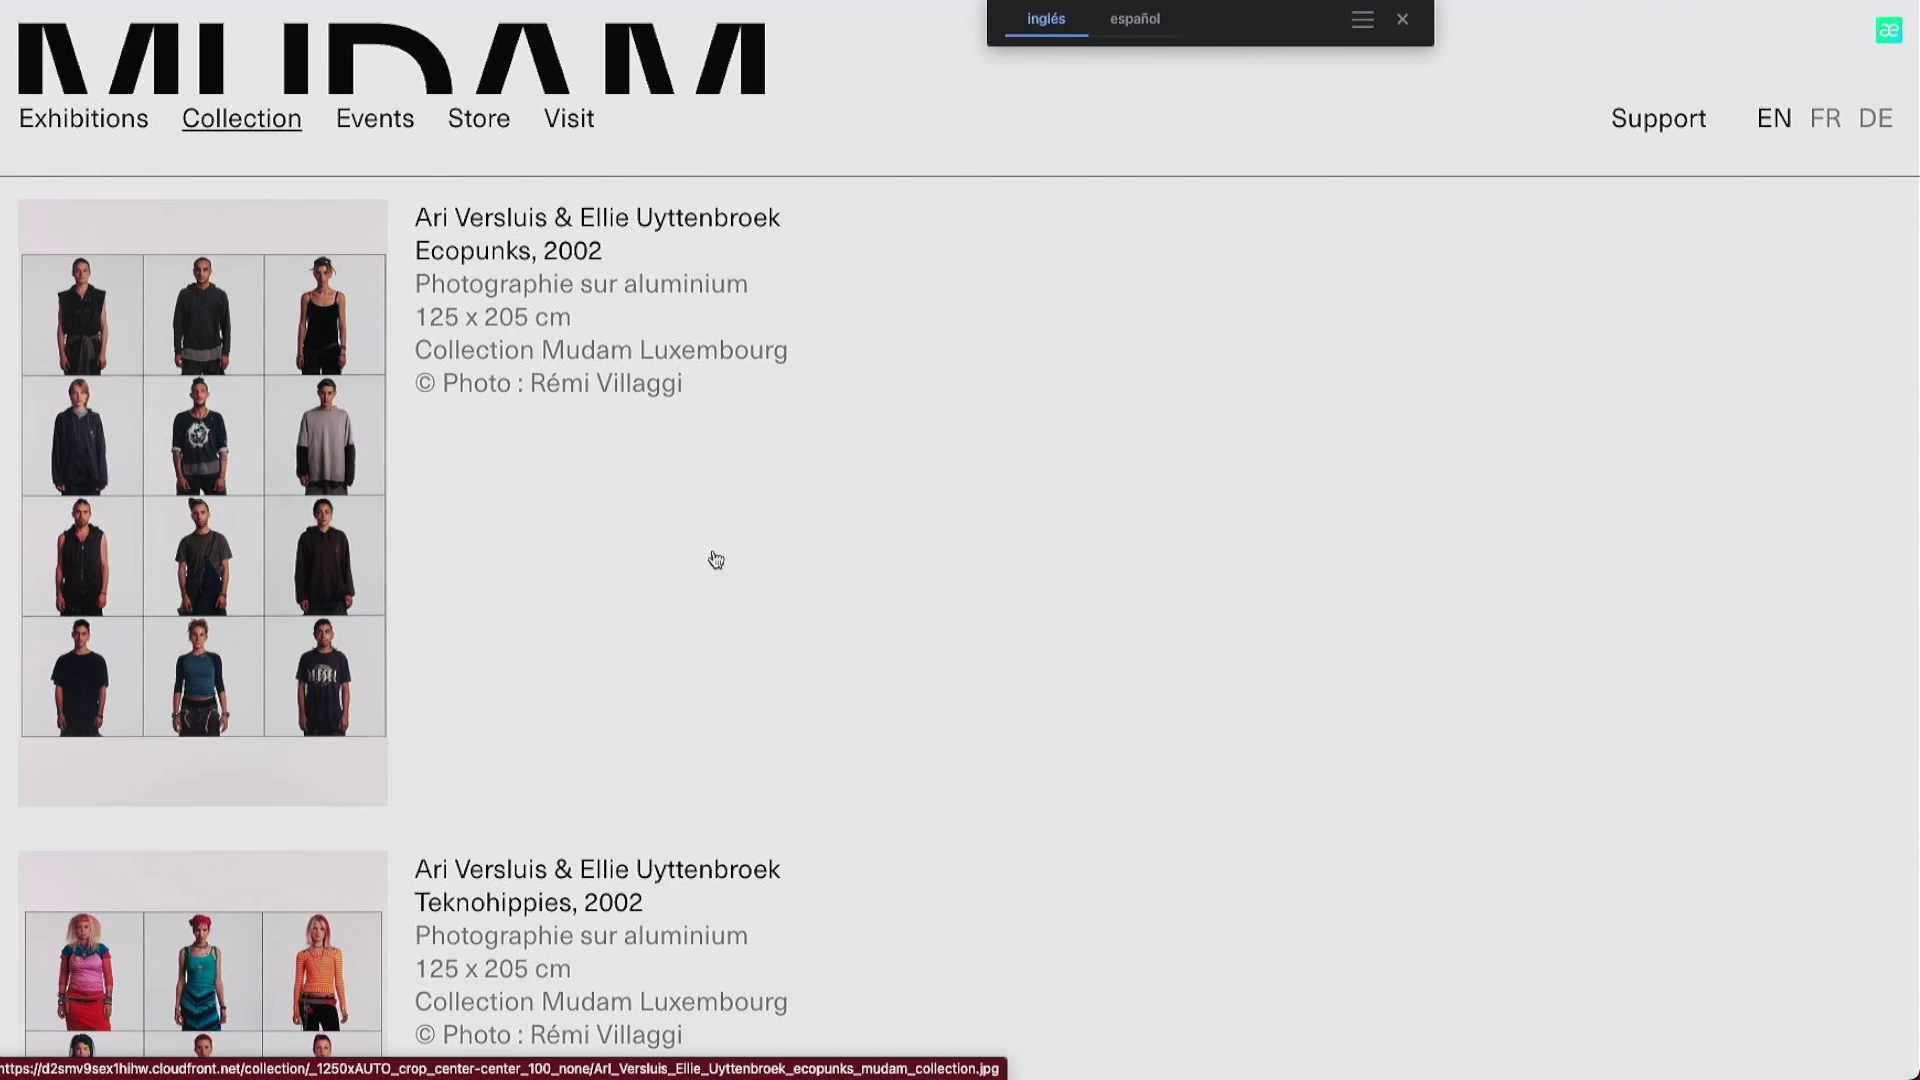 MUDAM
inglés español
æ
Exhibitions Collection Events Store Visit
Support EN FR DE
Ari Versluis & Ellie Uyttenbroek
Ecopunks, 2002
Photographie sur aluminium
125 x 205 cm
Collection Mudam Luxembourg
© Photo : Rémi Villaggi
Ari Versluis & Ellie Uyttenbroek
Teknohippies, 2002
Photographie sur aluminium
125 x 205 cm
Collection Mudam Luxembourg
© Photo : Rémi Villaggi
https://d2smv9sex1hihw.cloudfront.net/collection/_1250xAUTO_crop_center-center_100_none/Ari_Versluis_Ellie_Uyttenbroek_ecopunks_mudam_collection.jpg